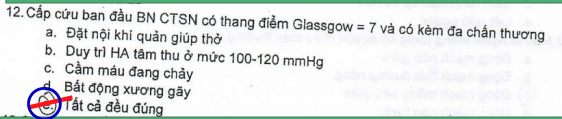 12.Cấp cứu ban đầu BN CTSN có thang điểm Glassgow = 7 và có kèm đa chấn thương
a. Đặt nội khí quản giúp thở
b. Duy trì HA tâm thu ở mức 100-120 mmHg
c. Cầm máu đang chảy
d. Bất động xương gãy
e. Tất cả đều đúng